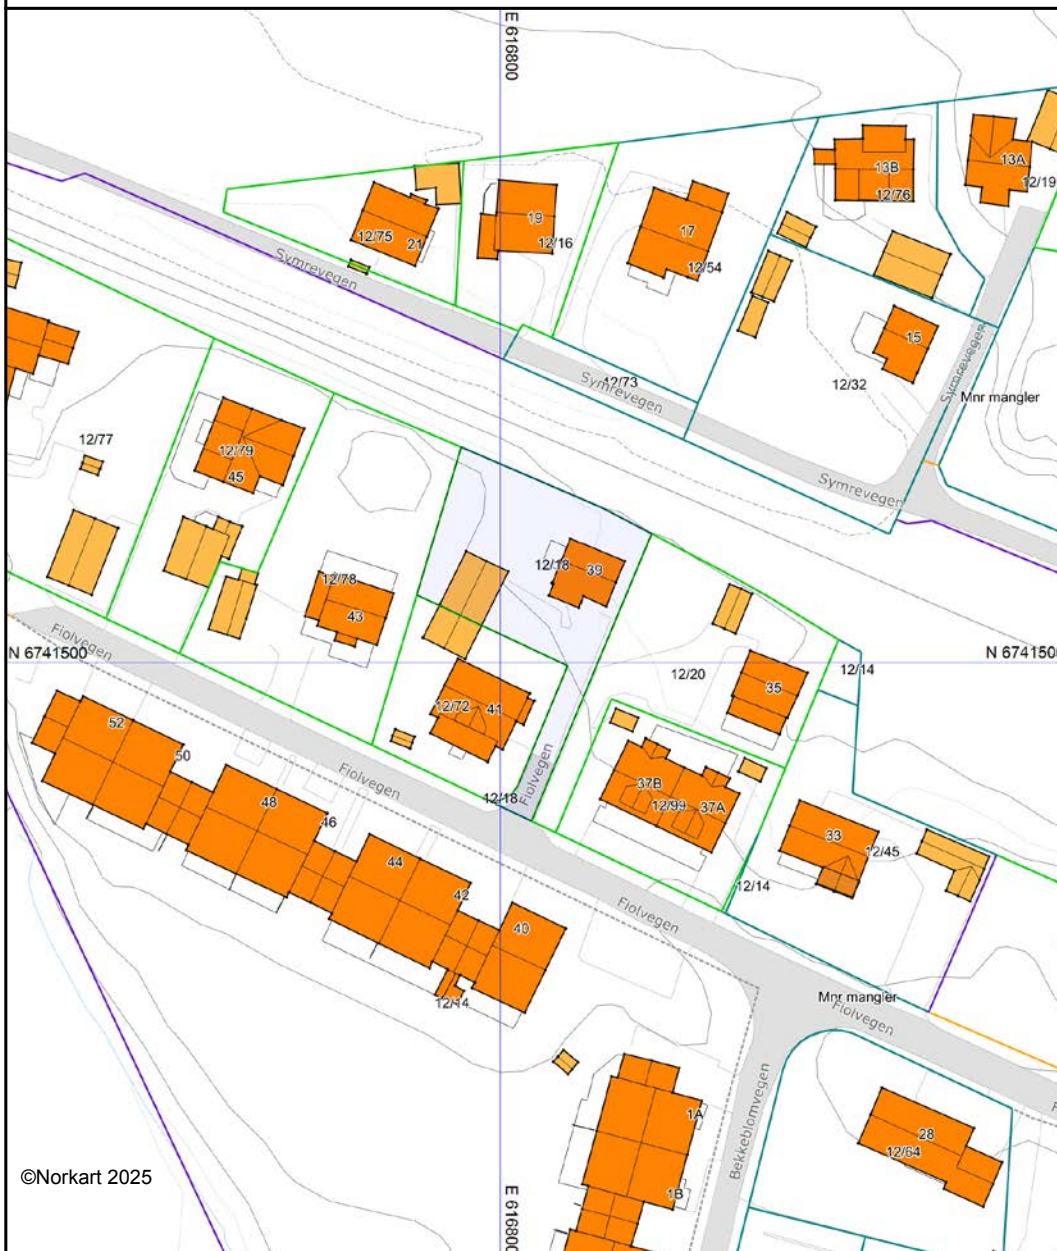 E 616800
13A
13B
12/19
12/76
19
21
12/75
12/16
17
12/54
Symrevegen
15
12/73
Symrevegen
12/32
Symrevegen
Mnr mangler
12/77
12/79
45
Symrevegen
12/18
39
12/78
43
Fiolvegen
N 6741500
N 6741500
12/14
12/20
35
12/72
41
52
50
Fiolvegen
Fiolvegen
12/18
48
46
37B
12/99
37A
33
12/45
44
42
12/14
40
Fiolvegen
12/14
Mnr mangler
Fiolvegen
Bekkeblomvegen
1A
28
12/64
©Norkart 2025
1B
E 616800